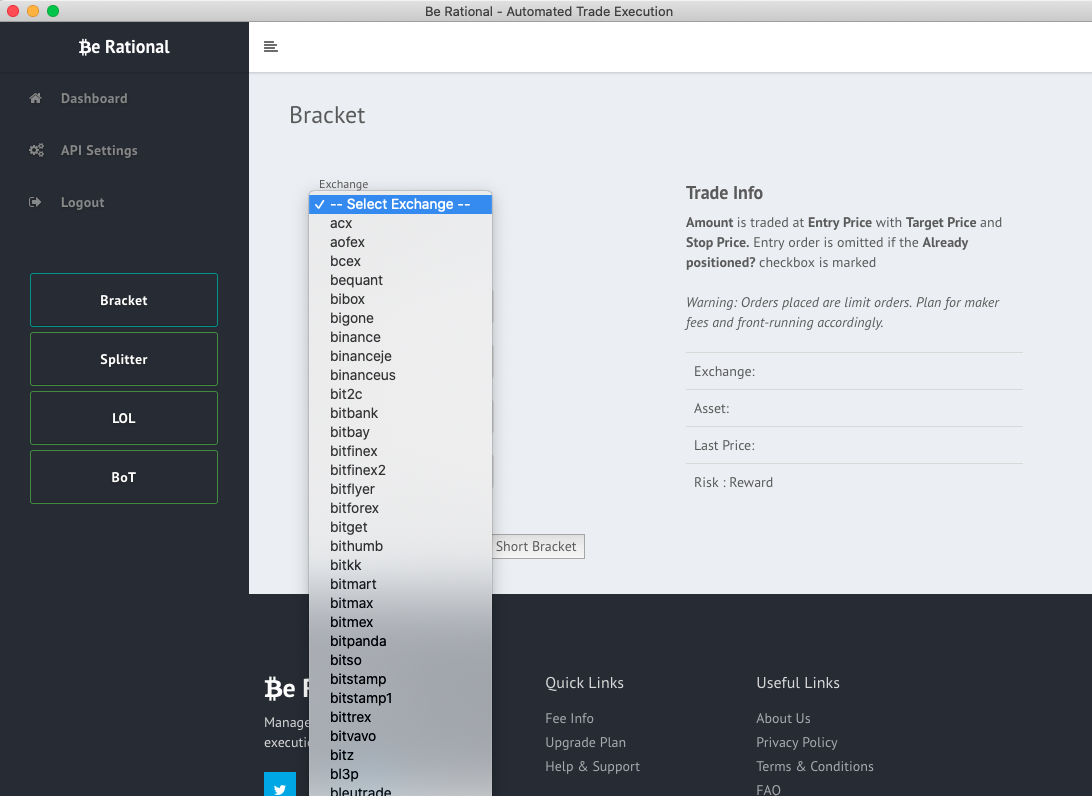 Be Rational - Automated Trade Execution
₿e Rational
Dashboard
API Settings
Logout
Bracket
Splitter
LOL
BoT
Bracket
Exchange
✓ -- Select Exchange --
acx
aofex
bcex
bequant
bibox
bigone
binance
binanceje
binanceus
bit2c
bitbank
bitbay
bitfinex
bitfinex2
bitflyer
bitforex
bitget
bithumb
bitkk
bitmart
bitmax
bitmex
bitpanda
bitso
bitstamp
bitstamp1
bittrex
bitvavo
bitz
bl3p
bleutrade
Short Bracket
Trade Info
Amount is traded at Entry Price with Target Price and
Stop Price. Entry order is omitted if the Already
positioned? checkbox is marked
Warning: Orders placed are limit orders. Plan for maker
fees and front-running accordingly.
Exchange:
Asset:
Last Price:
Risk : Reward
₿e
Manage
Quick Links
Fee Info
Upgrade Plan
Help & Support
Useful Links
About Us
Privacy Policy
Terms & Conditions
FAQ